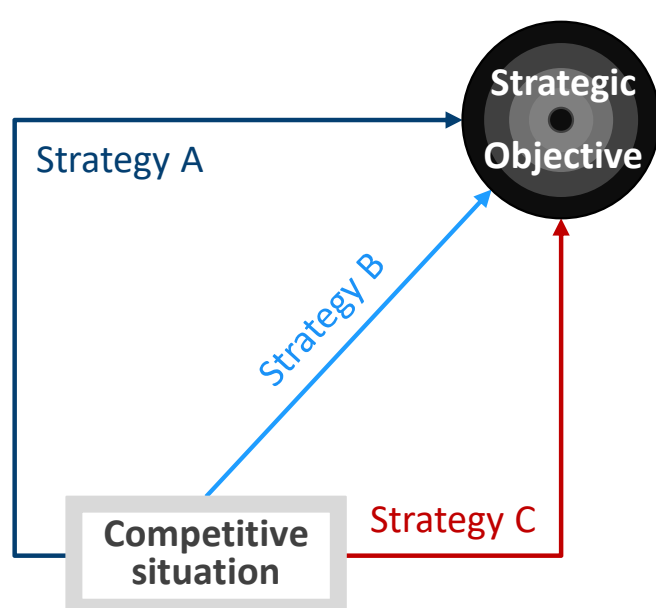 Strategic
Objective
Strategy A
Strategy B
Strategy C
Competitive
situation